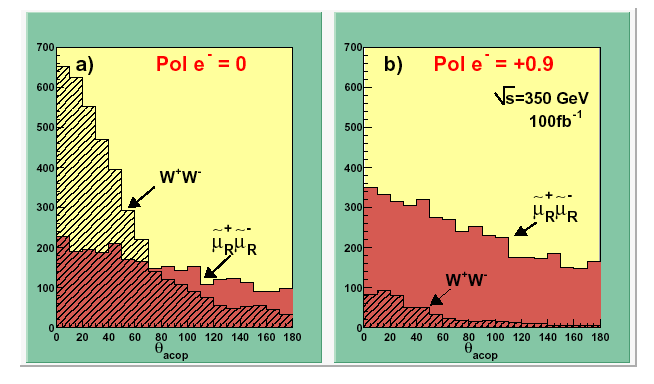 a) Pol e⁻ = 0
700
600
500
400
300
200
100
0
W⁺W⁻
μ̃⁺R μ̃⁻R
0 20 40 60 80 100 120 140 160 180
θacop
b) Pol e⁻ = +0.9
√s=350 GeV
100fb⁻¹
700
600
500
400
300
200
100
0
μ̃⁺R μ̃⁻R
W⁺W⁻
0 20 40 60 80 100 120 140 160 180
θacop